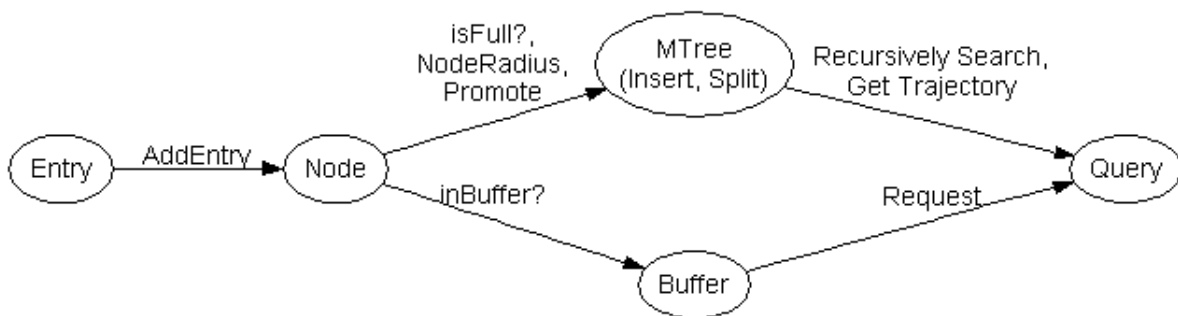 isFull?,
NodeRadius,
Promote
MTree
(Insert, Split)
Recursively Search,
Get Trajectory
Entry
AddEntry
Node
Query
inBuffer?
Request
Buffer